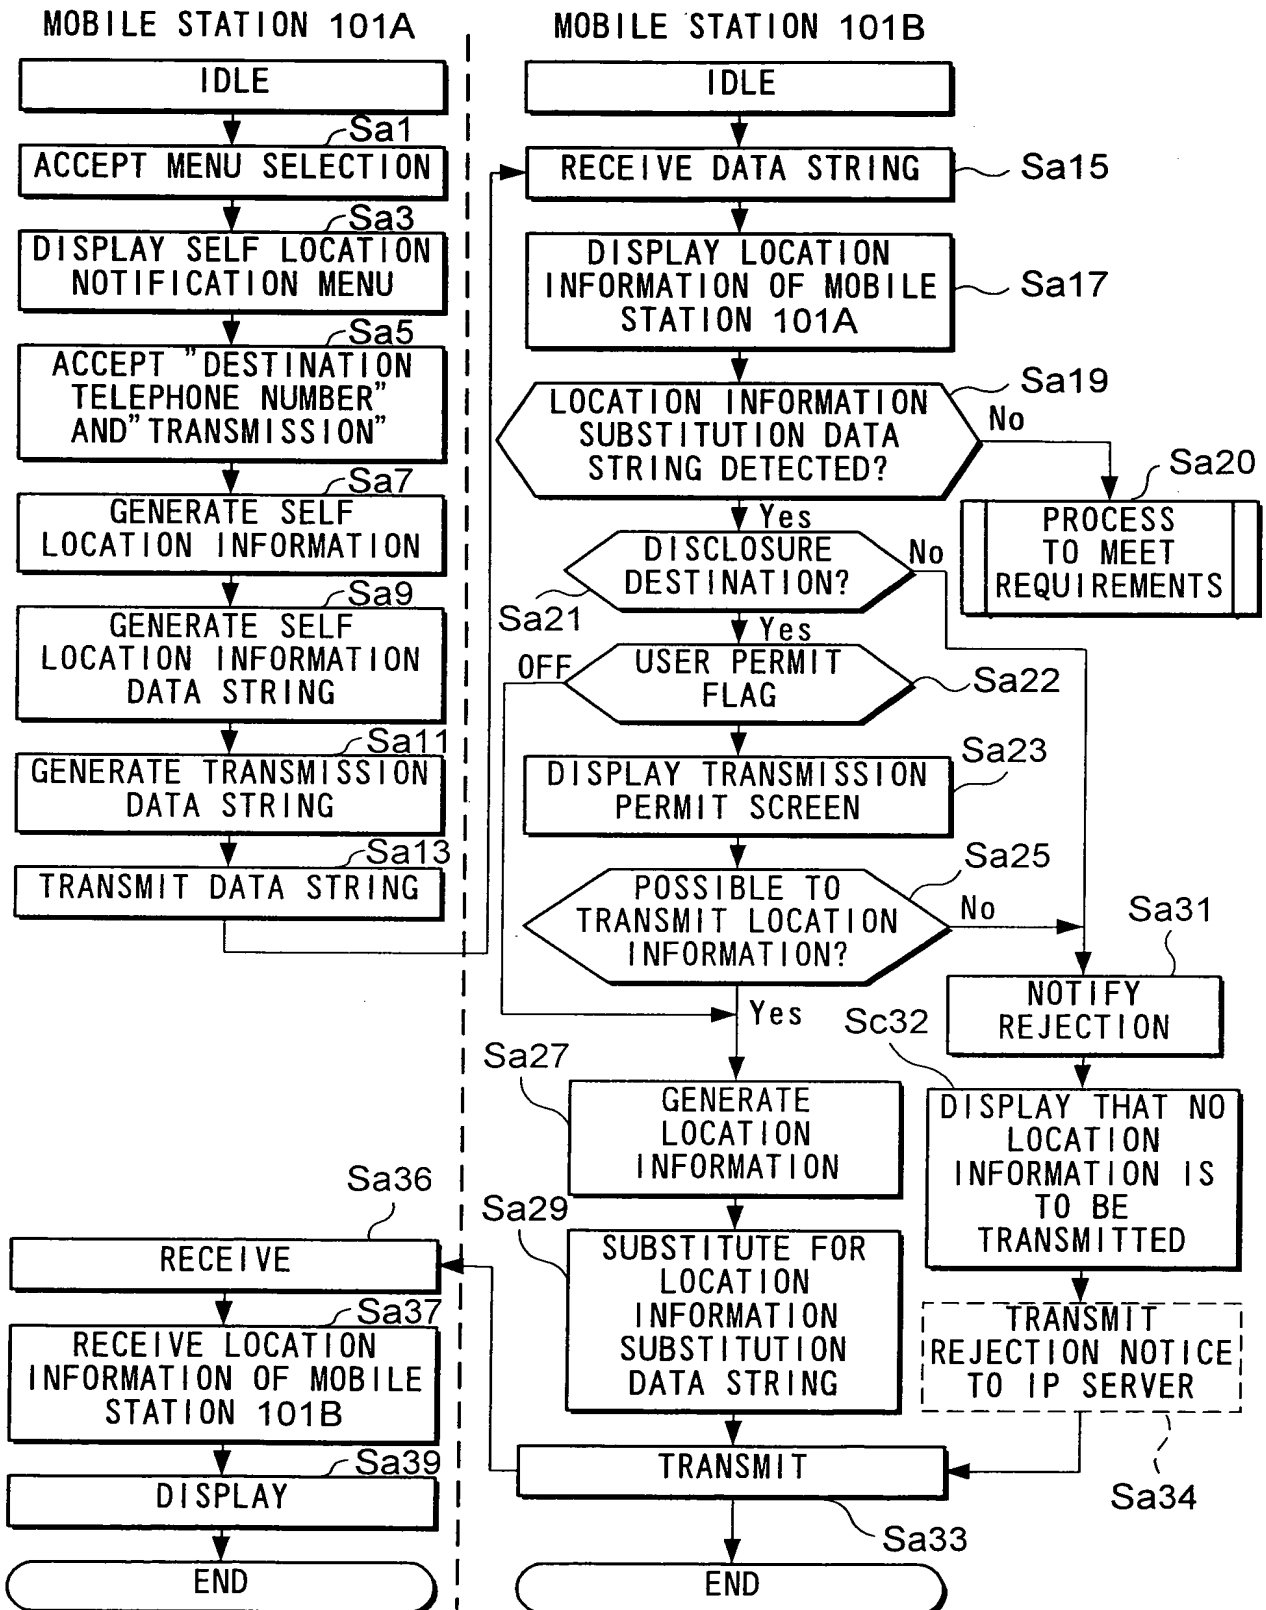 MOBILE STATION 101A
IDLE
Sa1
ACCEPT MENU SELECTION
Sa3
DISPLAY SELF LOCATION
NOTIFICATION MENU
Sa5
ACCEPT "DESTINATION
TELEPHONE NUMBER"
AND" TRANSMISSION"
Sa7
GENERATE SELF
LOCATION INFORMATION
Sa9
GENERATE SELF
LOCATION INFORMATION
DATA STRING
Sa11
GENERATE TRANSMISSION
DATA STRING
Sa13
TRANSMIT DATA STRING
Sa36
RECEIVE
Sa37
RECEIVE LOCATION
INFORMATION OF MOBILE
STATION 101B
Sa39
DISPLAY
END
MOBILE STATION 101B
IDLE
RECEIVE DATA STRING
Sa15
DISPLAY LOCATION
INFORMATION OF MOBILE
STATION 101A
Sa17
Sa19
LOCATION INFORMATION
SUBSTITUTION DATA
STRING DETECTED?
No
Sa20
PROCESS
TO MEET
REQUIREMENTS
Yes
DISCLOSURE
DESTINATION?
No
Sa21
Yes
OFF
USER PERMIT
FLAG
Sa22
Sa23
DISPLAY TRANSMISSION
PERMIT SCREEN
Sa25
POSSIBLE TO
TRANSMIT LOCATION
INFORMATION?
No
Yes
Sa31
NOTIFY
REJECTION
Sc32
DISPLAY THAT NO
LOCATION
INFORMATION IS
TO BE
TRANSMITTED
TRANSMIT
REJECTION NOTICE
TO IP SERVER
Sa34
Sa27
GENERATE
LOCATION
INFORMATION
Sa29
SUBSTITUTE FOR
LOCATION
INFORMATION
SUBSTITUTION
DATA STRING
TRANSMIT
Sa33
END